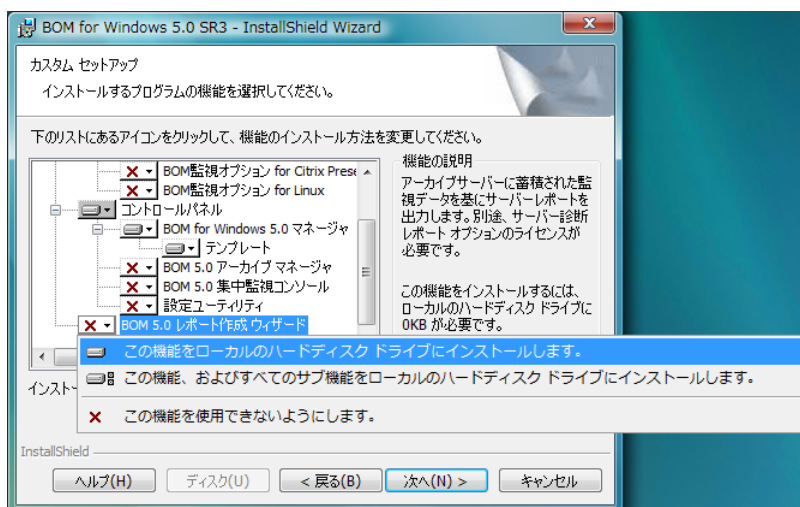 BOM for Windows 5.0 SR3 - InstallShield Wizard
カスタム セットアップ
インストールするプログラムの機能を選択してください。
下のリストにあるアイコンをクリックして、機能のインストール方法を変更してください。
BOM監視オプション for Citrix Prese
BOM監視オプション for Linux
コントロールパネル
BOM for Windows 5.0 マネージャ
テンプレート
BOM 5.0 アーカイブ マネージャ
BOM 5.0 集中監視コンソール
設定ユーティリティ
BOM 5.0 レポート作成 ウィザード
機能の説明
アーカイブサーバーに蓄積された監
視データを基にサーバーレポートを
出力します。別途、サーバー診断
レポート オプションのライセンスが
必要です。
この機能をインストールするには、
ローカルのハードディスク ドライブに
0KB が必要です。
この機能をローカルのハードディスク ドライブにインストールします。
この機能、およびすべてのサブ機能をローカルのハードディスク ドライブにインストールします。
インスト
この機能を使用できないようにします。
InstallShield
ヘルプ(H)
ディスク(U)
< 戻る(B)
次へ(N) >
キャンセル